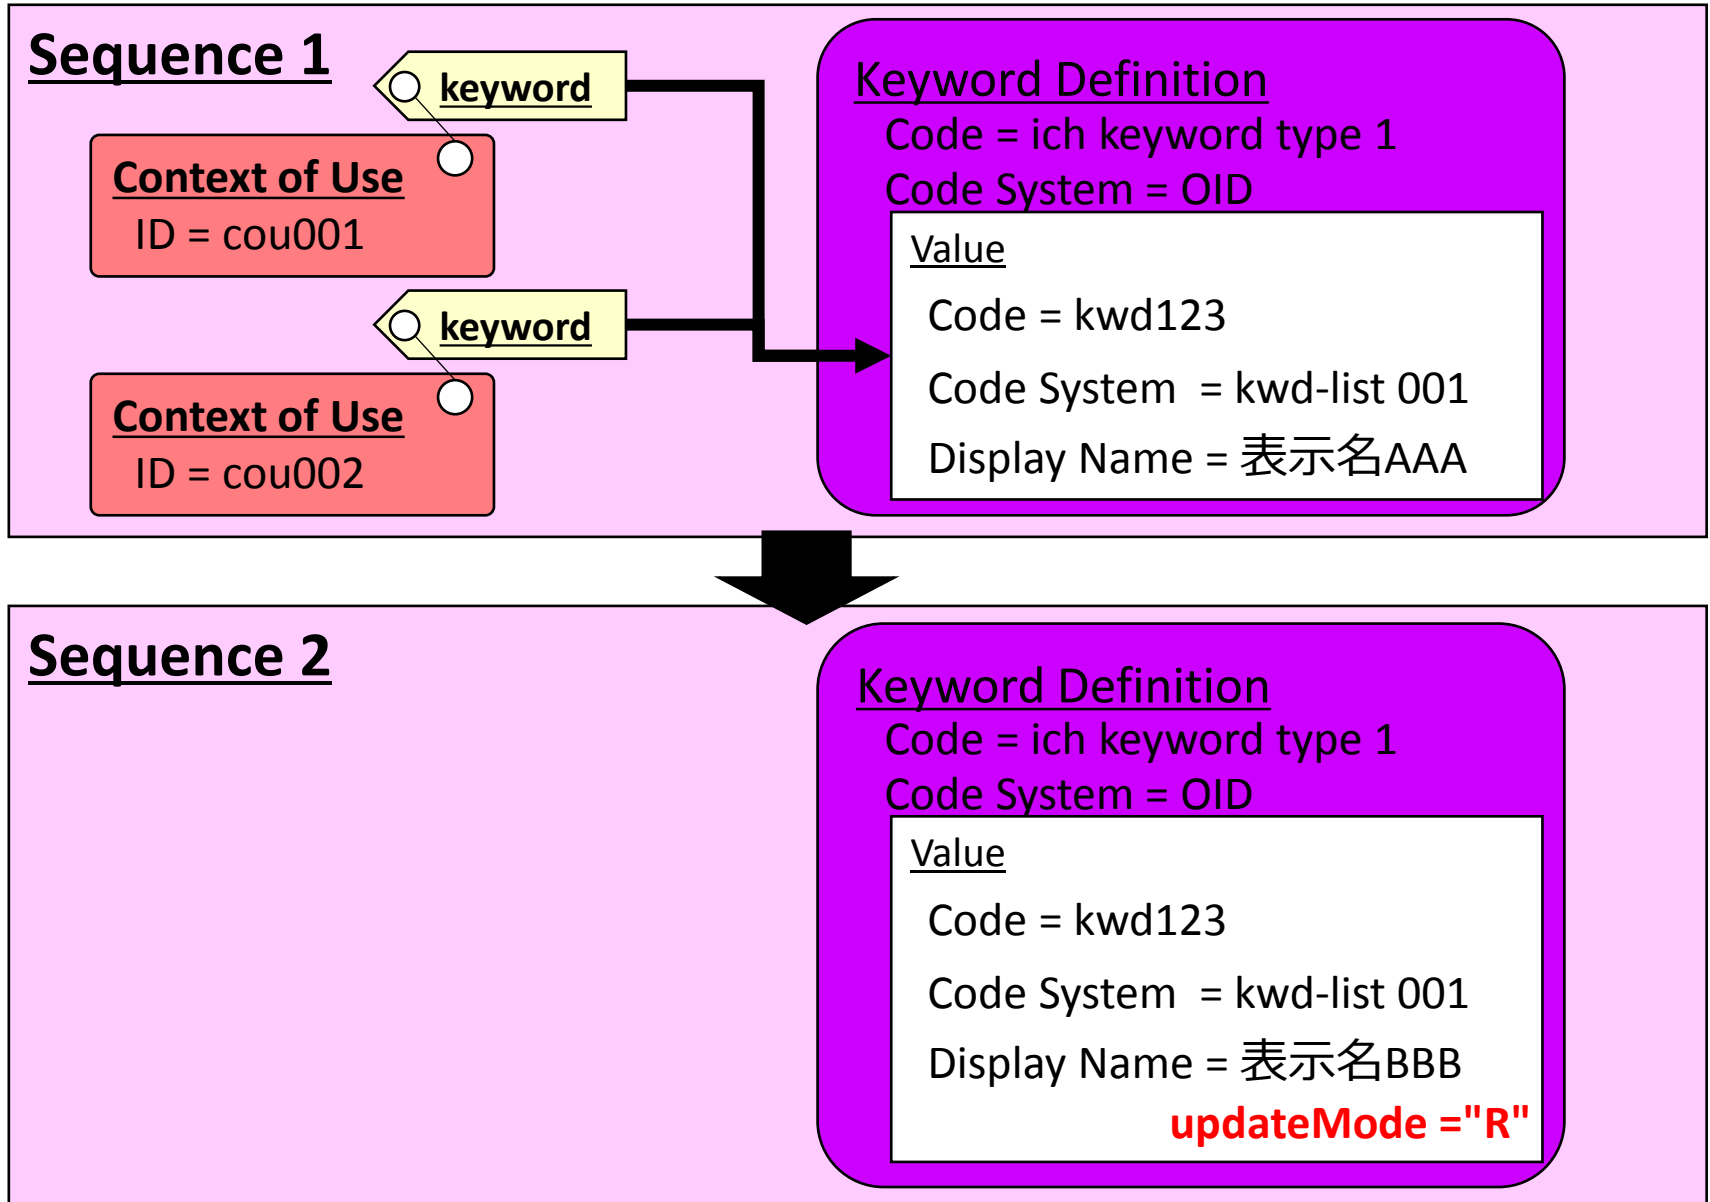 Sequence 1
keyword
Context of Use
ID = cou001
keyword
Context of Use
ID = cou002
Keyword Definition
Code = ich keyword type 1
Code System = OID
Value
Code = kwd123
Code System = kwd-list 001
Display Name = 表示名AAA
Sequence 2
Keyword Definition
Code = ich keyword type 1
Code System = OID
Value
Code = kwd123
Code System = kwd-list 001
Display Name = 表示名BBB
updateMode ="R"